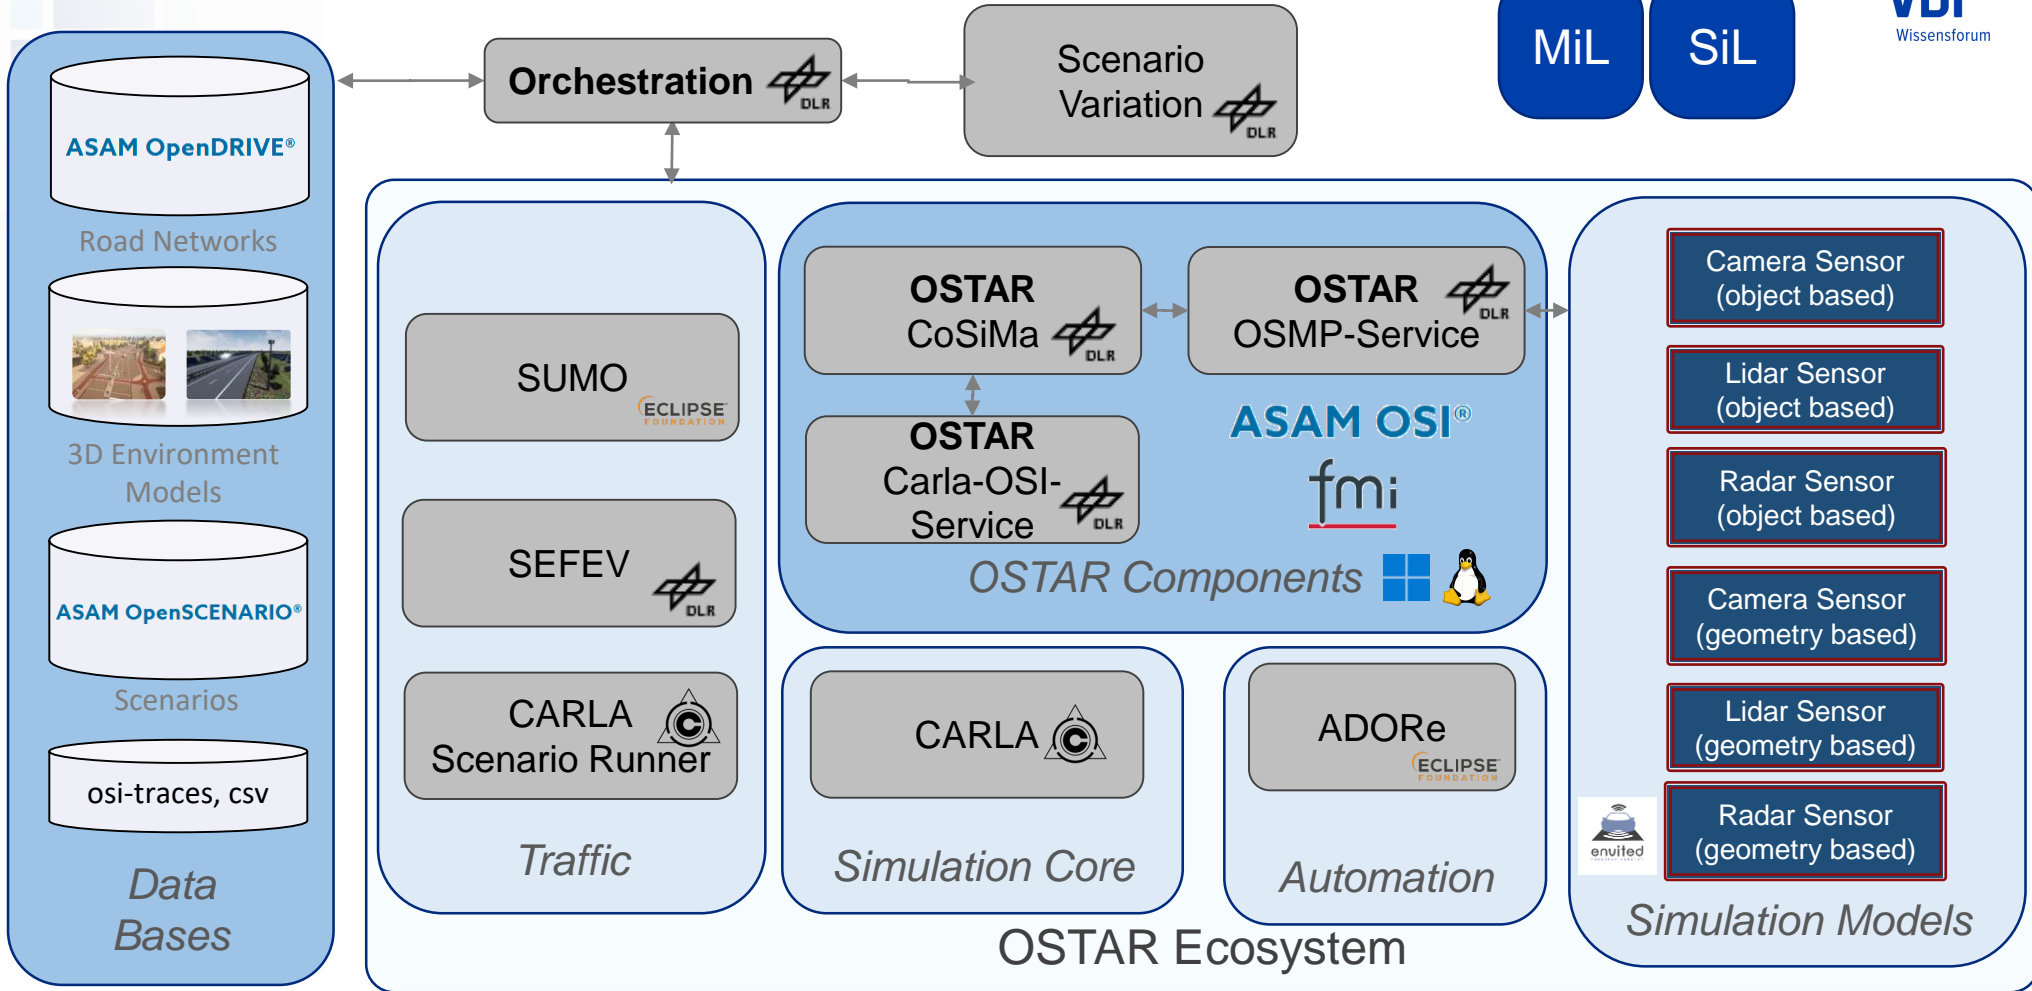 Orchestration
DLR
Scenario
Variation
DLR
MiL
SiL
VDI
Wissensforum
ASAM OpenDRIVE®
Road Networks
3D Environment
Models
ASAM OpenSCENARIO®
Scenarios
osi-traces, csv
Data
Bases
SUMO
ECLIPSE
FOUNDATION
SEFEV
DLR
CARLA
Scenario Runner
Traffic
OSTAR
CoSiMa
DLR
OSTAR
OSMP-Service
DLR
OSTAR
Carla-OSI-
Service
DLR
ASAM OSI®
fmi
OSTAR Components
CARLA
Simulation Core
ADORe
ECLIPSE
FOUNDATION
Automation
Camera Sensor
(object based)
Lidar Sensor
(object based)
Radar Sensor
(object based)
Camera Sensor
(geometry based)
Lidar Sensor
(geometry based)
Radar Sensor
(geometry based)
envited
Simulation Models
OSTAR Ecosystem